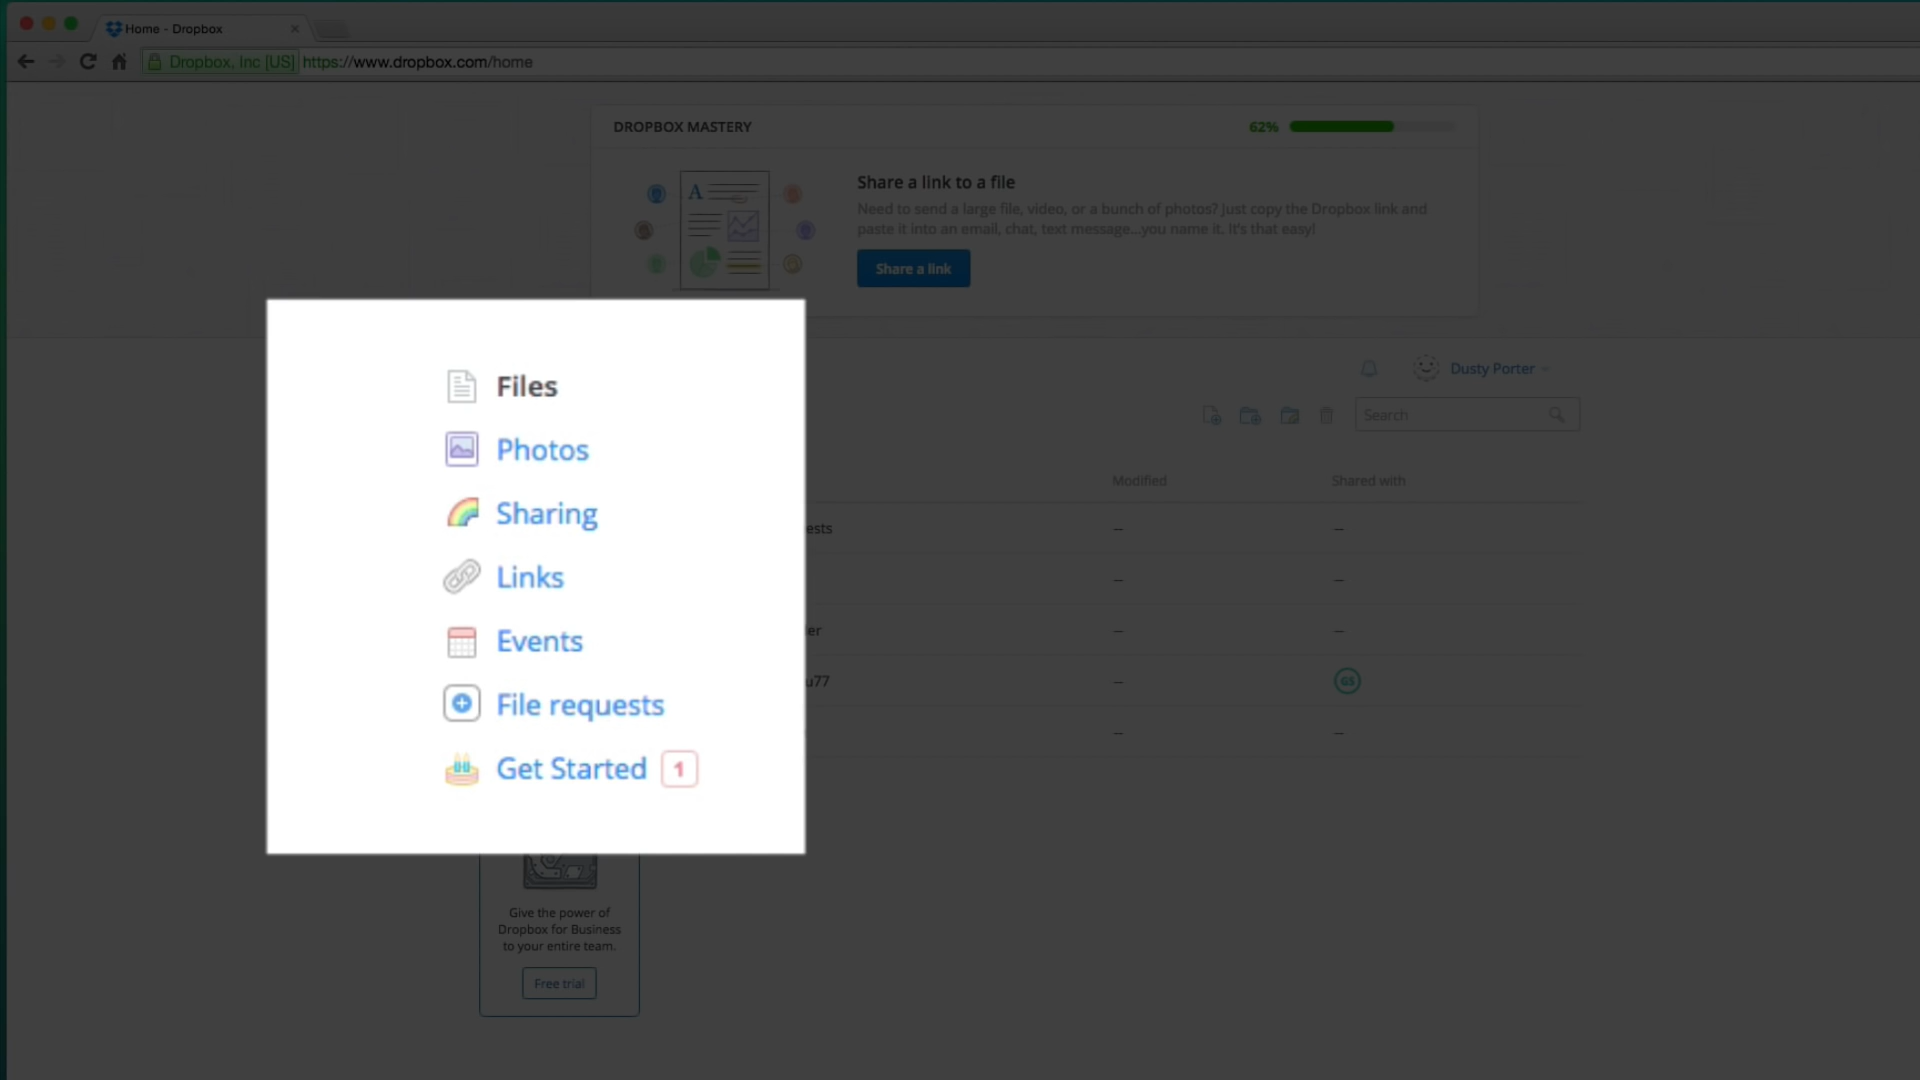 Home - Dropbox
Dropbox, Inc [US] https://www.dropbox.com/home
DROPBOX MASTERY
62%
A
Share a link to a file
Need to send a large file, video, or a bunch of photos? Just copy the Dropbox link and
paste it into an email, chat, text message...you name it. It's that easy!
Share a link
Files
Photos
Sharing
Links
Events
File requests
Get Started 1
Dusty Porter
Search
Modified Shared with
ests – --
– --
er – --
u77 – GS
– --
Give the power of
Dropbox for Business
to your entire team.
Free trial